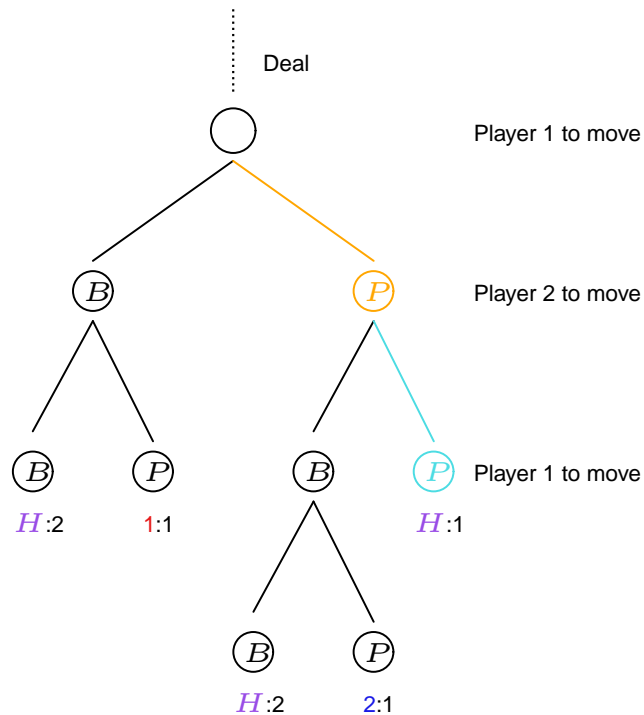 Deal
Player 1 to move
B P Player 2 to move
B P B P Player 1 to move
H:2 1:1 H:1
B P
H:2 2:1